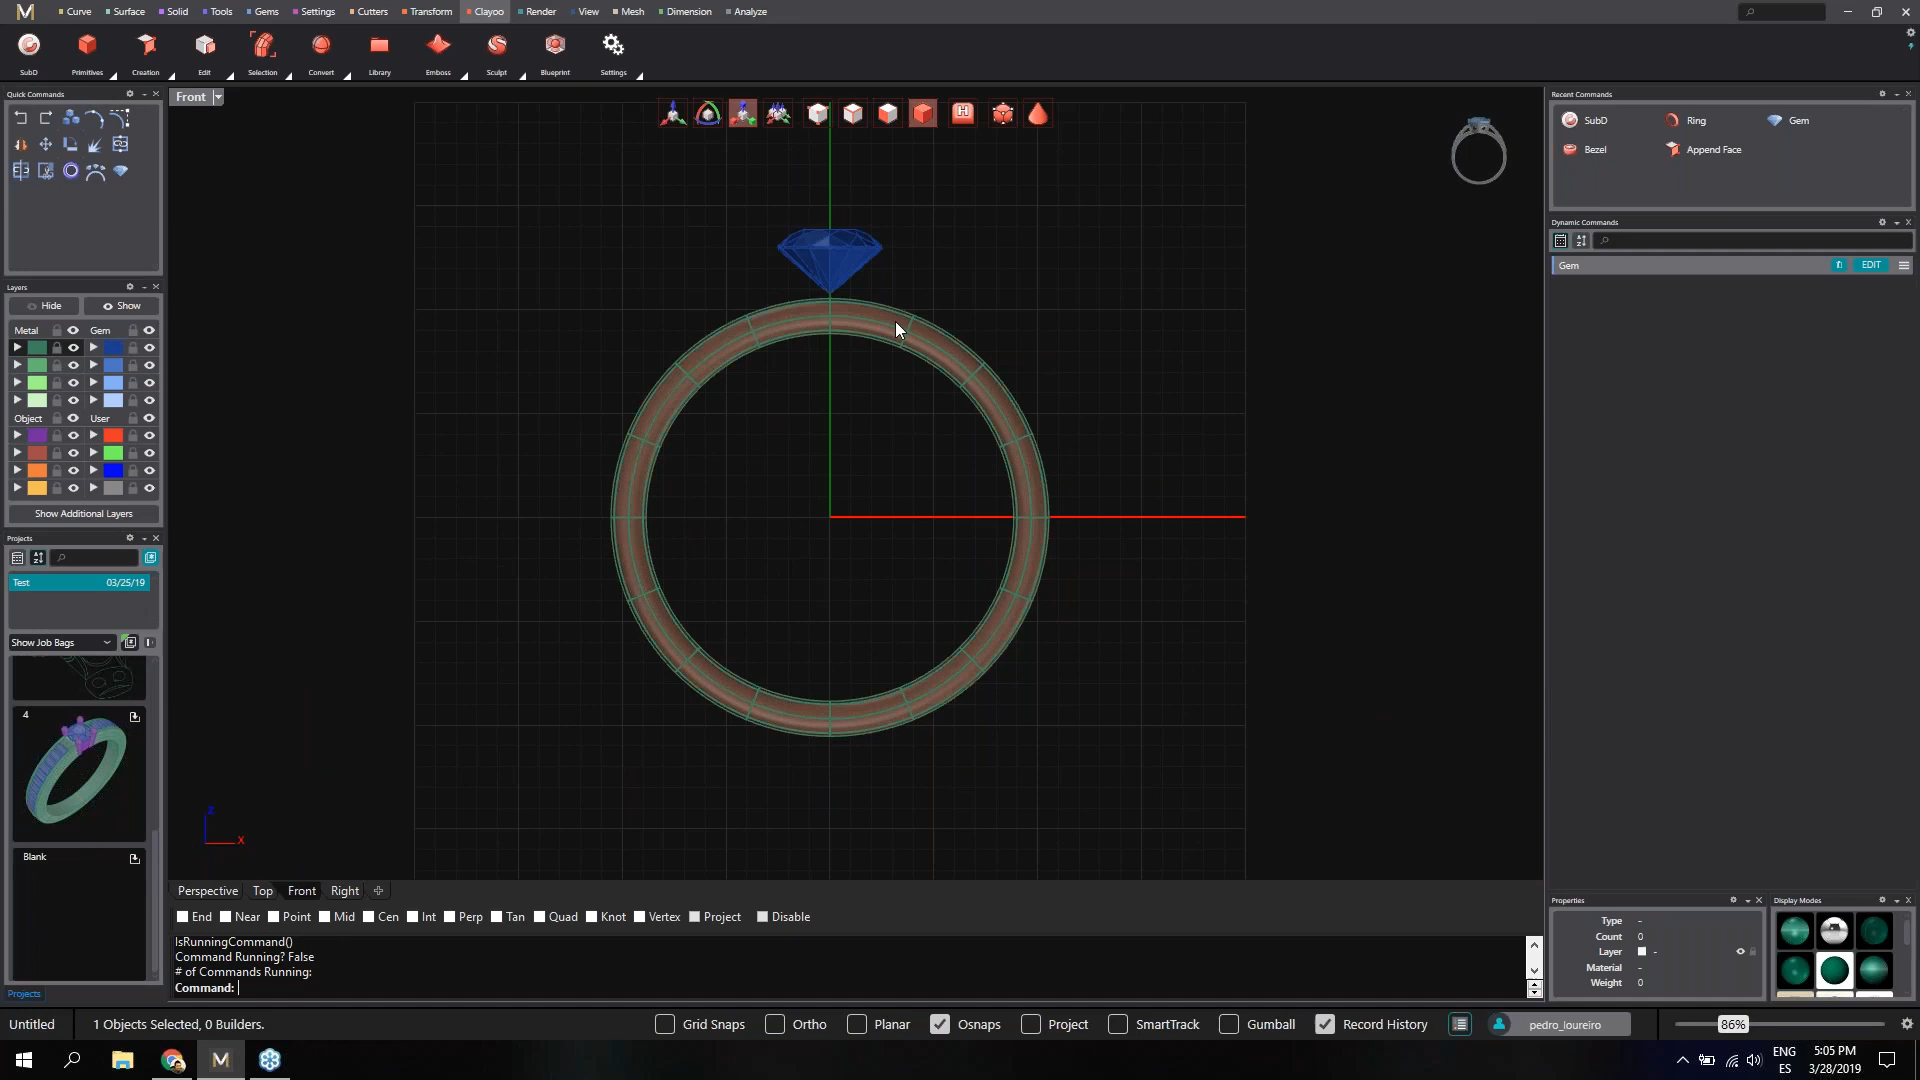 Curve Surface Solid Tools Gems Settings Cutters Transform Clayoo Render View Mesh Dimension Analyze
SubD Primitives Creation Edit Selection Convert Library Emboss Sculpt Blueprint Settings
Quick Commands
Front
Layers
Hide Show
Metal Gem
Object User
Show Additional Layers
Projects
Test 03/25/19
Show Job Bags
4
Blank
Projects
H
z
x
Perspective Top Front Right
End Near Point Mid Cen Int Perp Tan Quad Knot Vertex Project Disable
IsRunningCommand()
Command Running? False
# of Commands Running:
Command:
Recent Commands
SubD Ring Gem
Bezel Append Face
Dynamic Commands
Gem EDIT
Properties
Type -
Count 0
Layer -
Material -
Weight 0
Display Modes
Untitled 1 Objects Selected, 0 Builders. Grid Snaps Ortho Planar Osnaps Project SmartTrack Gumball Record History pedro_loureiro 86%
ENG
ES
5:05 PM
3/28/2019